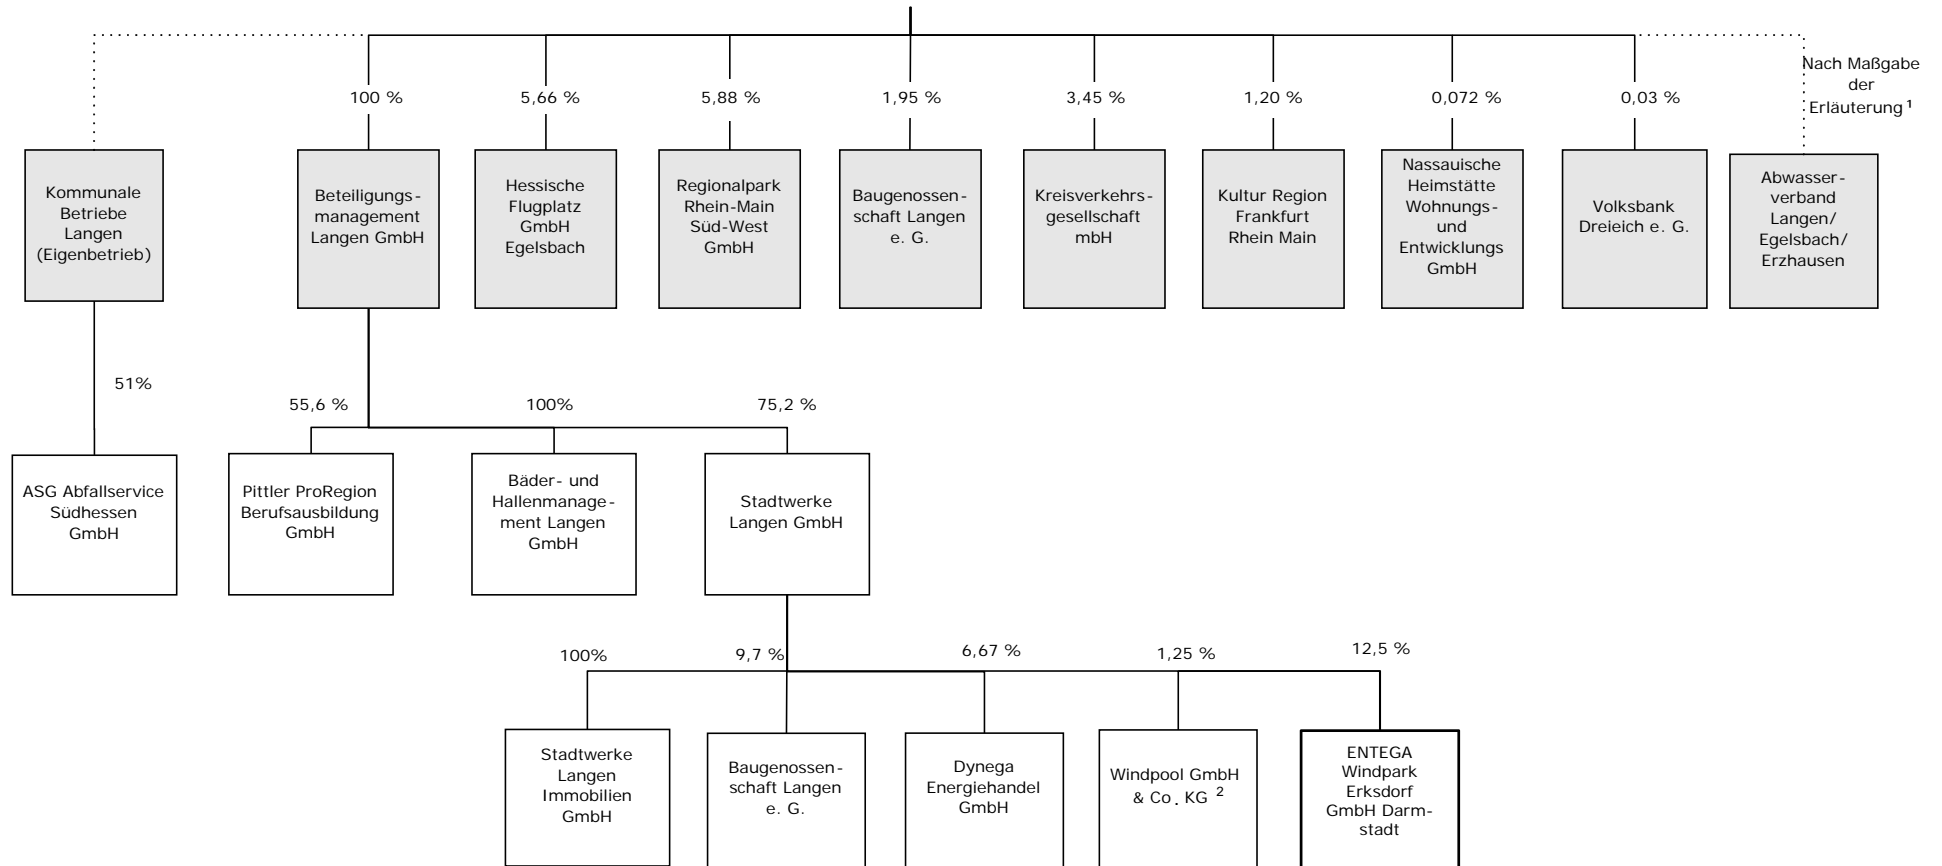 Nach Maßgabe
der
Erläuterung ¹
100 %
5,66 %
5,88 %
1,95 %
3,45 %
1,20 %
0,072 %
0,03 %
Kommunale
Betriebe
Langen
(Eigenbetrieb)
Beteiligungs-
management
Langen GmbH
Hessische
Flugplatz
GmbH
Egelsbach
Regionalpark
Rhein-Main
Süd-West
GmbH
Baugenossen-
schaft Langen
e. G.
Kreisverkehrs-
gesellschaft
mbH
Kultur Region
Frankfurt
Rhein Main
Nassauische
Heimstätte
Wohnungs-
und
Entwicklungs
GmbH
Volksbank
Dreieich e. G.
Abwasser-
verband
Langen/
Egelsbach/
Erzhausen
51%
55,6 %
100%
75,2 %
ASG Abfallservice
Südhessen
GmbH
Pittler ProRegion
Berufsausbildung
GmbH
Bäder- und
Hallenmanage-
ment Langen
GmbH
Stadtwerke
Langen GmbH
100%
9,7 %
6,67 %
1,25 %
12,5 %
Stadtwerke
Langen
Immobilien
GmbH
Baugenossen-
schaft Langen
e. G.
Dynega
Energiehandel
GmbH
Windpool GmbH
& Co. KG ²
ENTEGA
Windpark
Erksdorf
GmbH Darm-
stadt